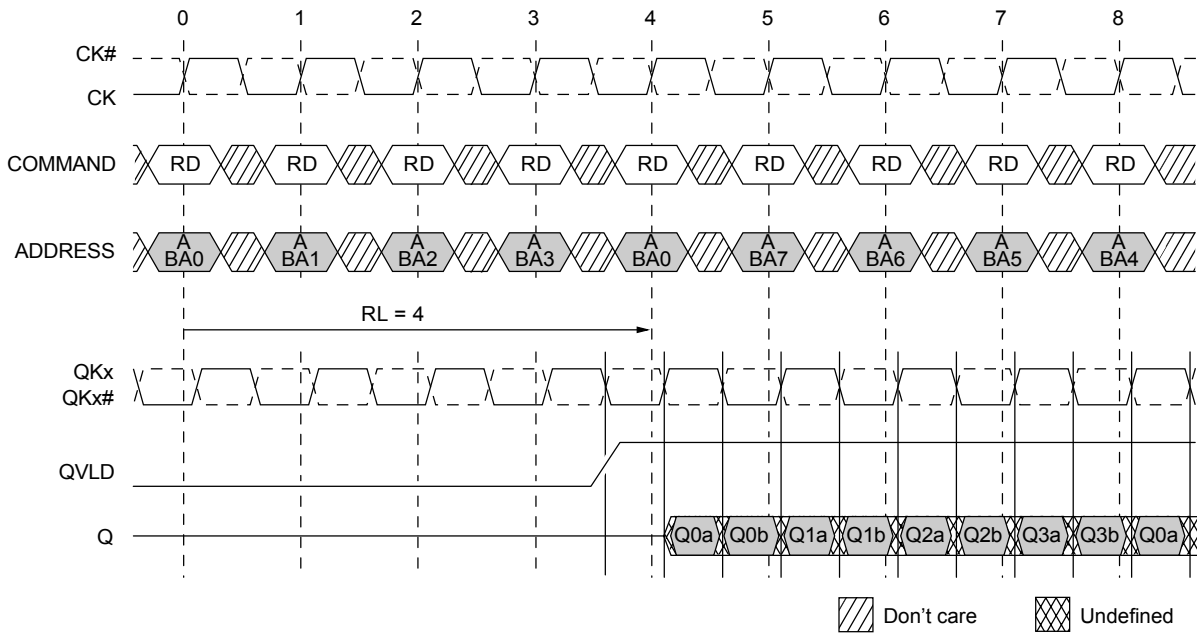 0 1 2 3 4 5 6 7 8
CK#
CK
COMMAND RD RD RD RD RD RD RD RD RD
ADDRESS A A A A A A A A A
BA0 BA1 BA2 BA3 BA0 BA7 BA6 BA5 BA4
RL = 4
QKx
QKx#
QVLD
Q Q0a Q0b Q1a Q1b Q2a Q2b Q3a Q3b Q0a
Don't care Undefined